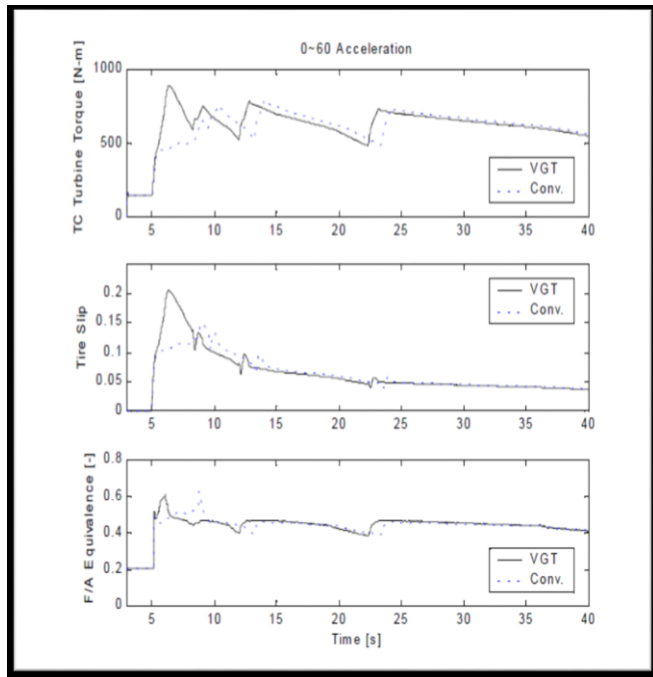 0~60 Acceleration
TC Turbine Torque [N-m]
1000
500
0
VGT
Conv.
5 10 15 20 25 30 35 40
Tire Slip
0.2
0.15
0.1
0.05
0
VGT
Conv.
5 10 15 20 25 30 35 40
F/A Equivalence [-]
0.8
0.6
0.4
0.2
0
VGT
Conv.
5 10 15 20 25 30 35 40
Time [s]